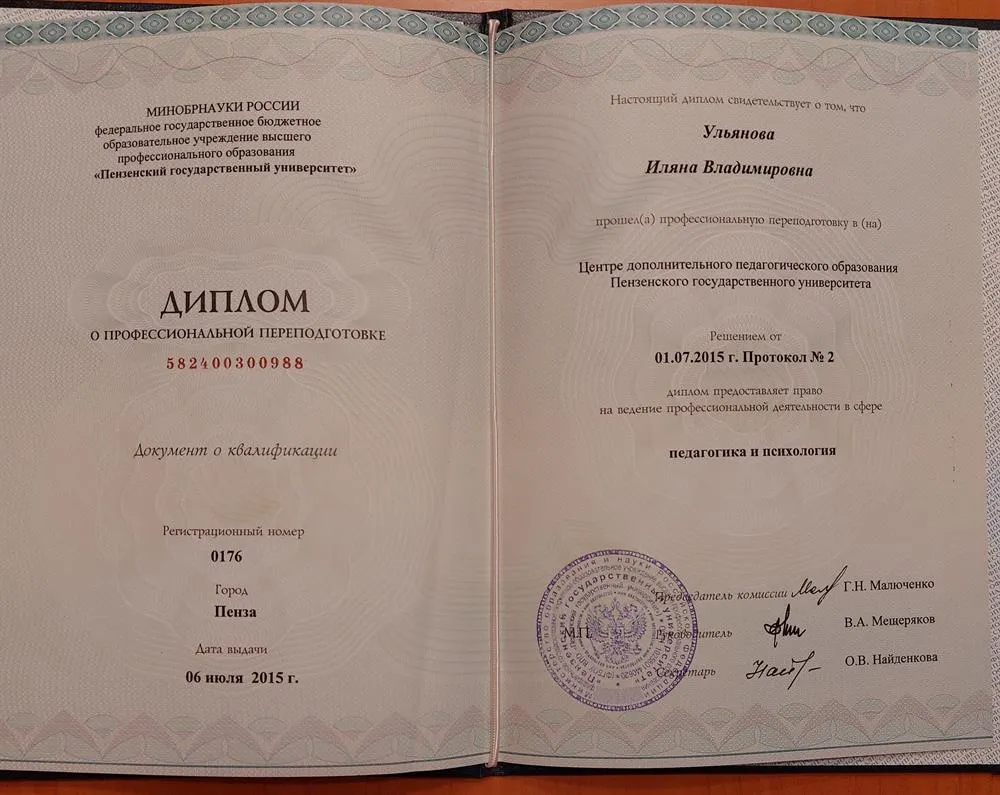 МИНОБРНАУКИ РОССИИ
федеральное государственное бюджетное
образовательное учреждение высшего
профессионального образования
«Пензенский государственный университет»
ДИПЛОМ
О ПРОФЕССИОНАЛЬНОЙ ПЕРЕПОДГОТОВКЕ
582400300988
Документ о квалификации
Регистрационный номер
0176
Город
Пенза
Дата выдачи
06 июля 2015 г.
Настоящий диплом свидетельствует о том, что
Ульянова
Иляна Владимировна
прошел(а) профессиональную переподготовку в (на)
Центре дополнительного педагогического образования
Пензенского государственного университета
Решением от
01.07.2015 г. Протокол № 2
диплом предоставляет право
на ведение профессиональной деятельности в сфере
педагогика и психология
Председатель комиссии Г.Н. Малюченко
М.П. Руководитель В.А. Мещеряков
Секретарь О.В. Найденкова